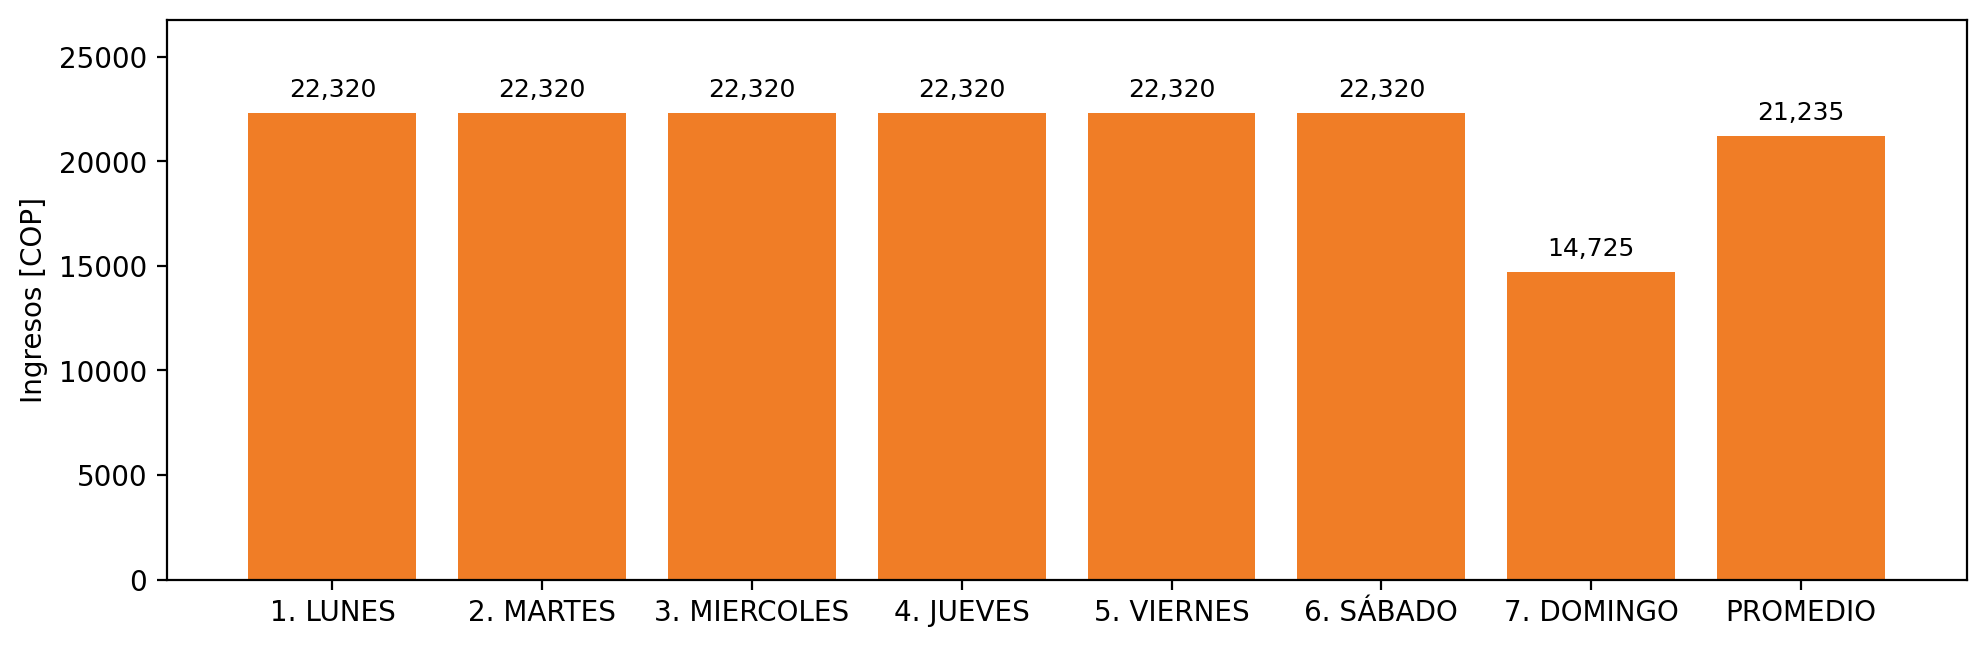 Ingresos [COP]
25000
20000
15000
10000
5000
0
22,320
22,320
22,320
22,320
22,320
22,320
14,725
21,235
1. LUNES
2. MARTES
3. MIERCOLES
4. JUEVES
5. VIERNES
6. SÁBADO
7. DOMINGO
PROMEDIO